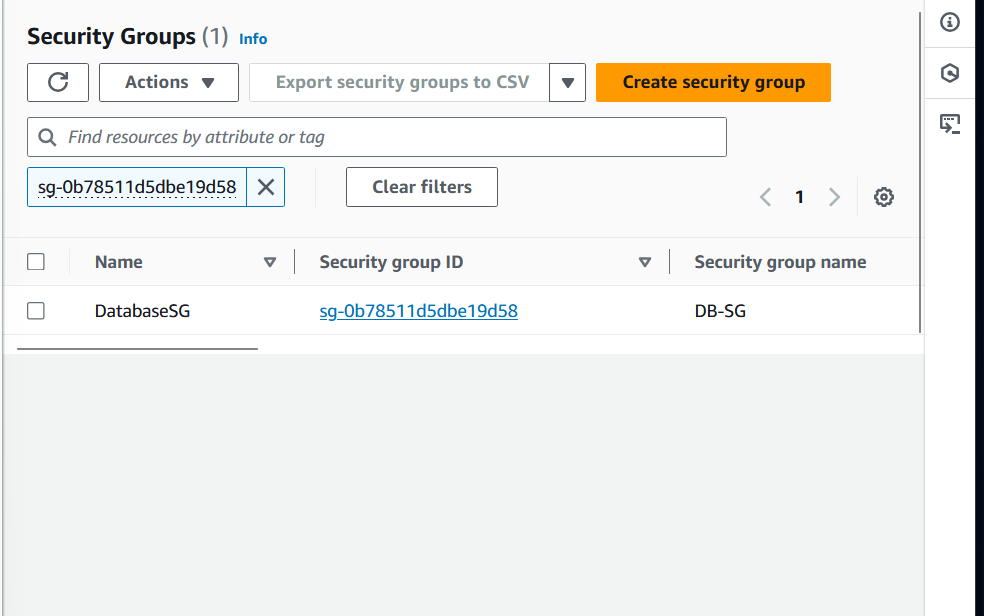 Security Groups (1) Info
Actions Export security groups to CSV Create security group
Find resources by attribute or tag
sg-0b78511d5dbe19d58 Clear filters 1
Name Security group ID Security group name
DatabaseSG sg-0b78511d5dbe19d58 DB-SG